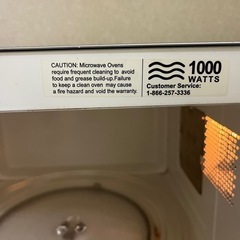 CAUTION: Microwave Ovens
require frequent cleaning to avoid
food and grease build-up.Failure
to keep a clean oven may cause
a fire hazard and void the warranty.
1000
WATTS
Customer Service:
1-866-257-3336